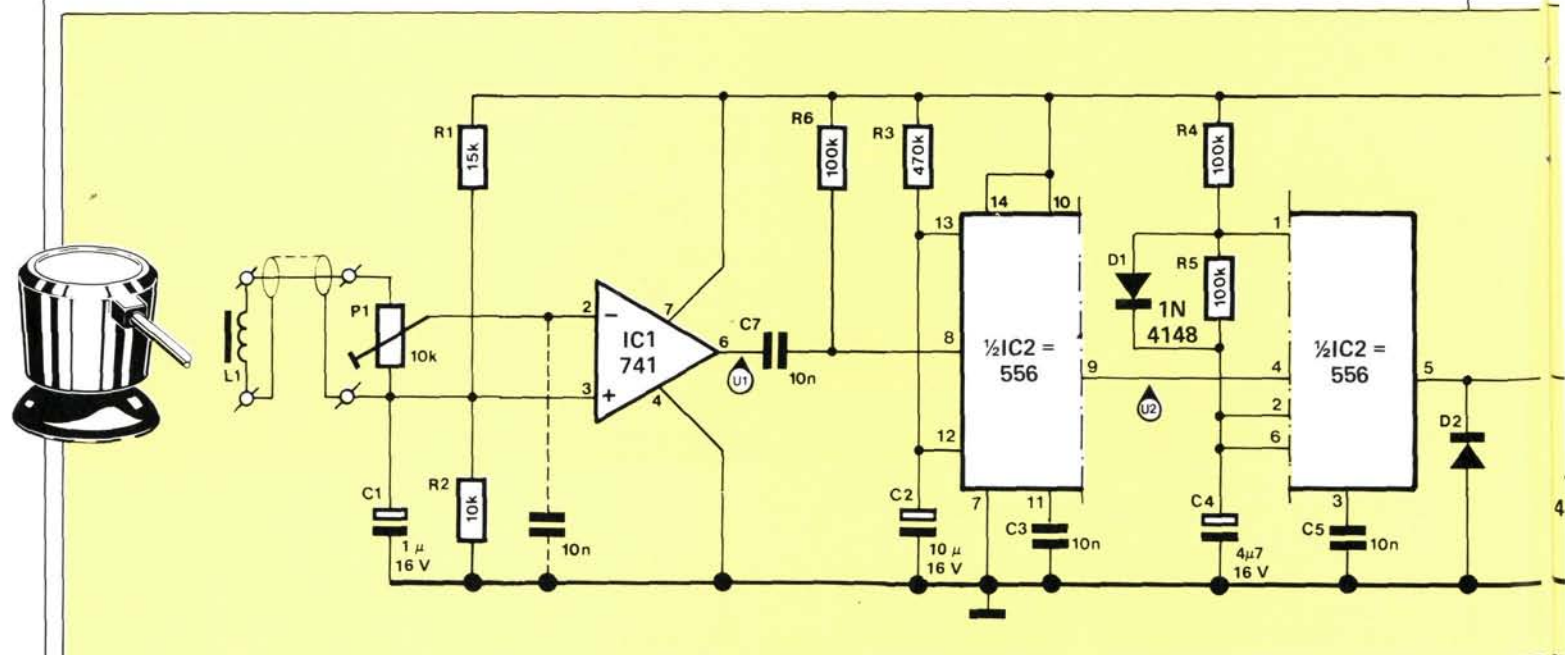 R1
15k
R6
100k
R3
470k
R4
100k
14
10
13
1
D1
R5
100k
1N
4148
P1
10k
L1
2
−
7
IC1
741
6
C7
10n
U1
8
½IC2 =
556
9
U2
½IC2 =
556
4
5
3
+
4
2
6
D2
12
C1
1 µ
16 V
R2
10k
10n
C2
10 µ
16 V
7
11
C3
10n
C4
4µ7
16 V
3
C5
10n
4